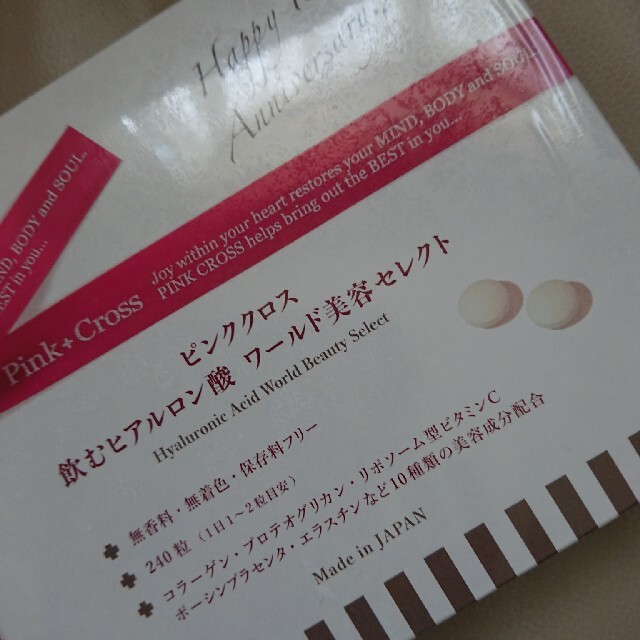 Happy
Anniversary
MIND, BODY and SOUL..
BEST in you...
Pink+Cross
Joy within your heart restores your MIND, BODY and SOUL.
PINK CROSS helps bring out the BEST in you...
ピンククロス
飲むヒアルロン酸 ワールド美容セレクト
Hyaluronic Acid World Beauty Select
無香料・無着色・保存料フリー
240粒（1日1〜2粒目安）
コラーゲン・プロテオグリカン・リポソーム型ビタミンC
ポーシンプラセンタ・エラスチンなど10種類の美容成分配合
Made in JAPAN